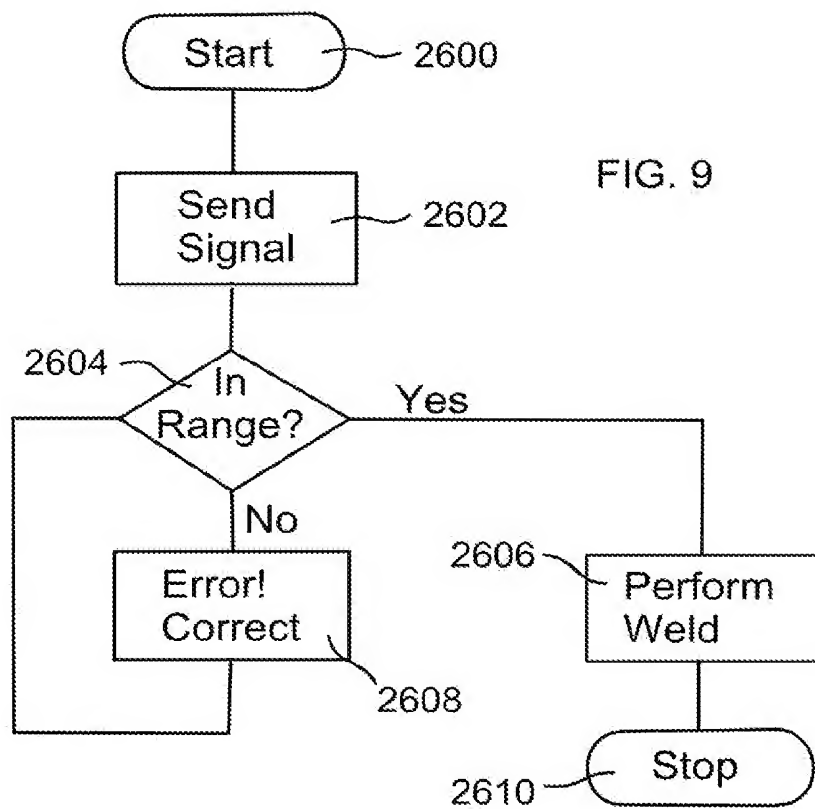 Start
2600
FIG. 9
Send
Signal
2602
2604
In
Range?
Yes
No
Error!
Correct
2608
2606
Perform
Weld
Stop
2610